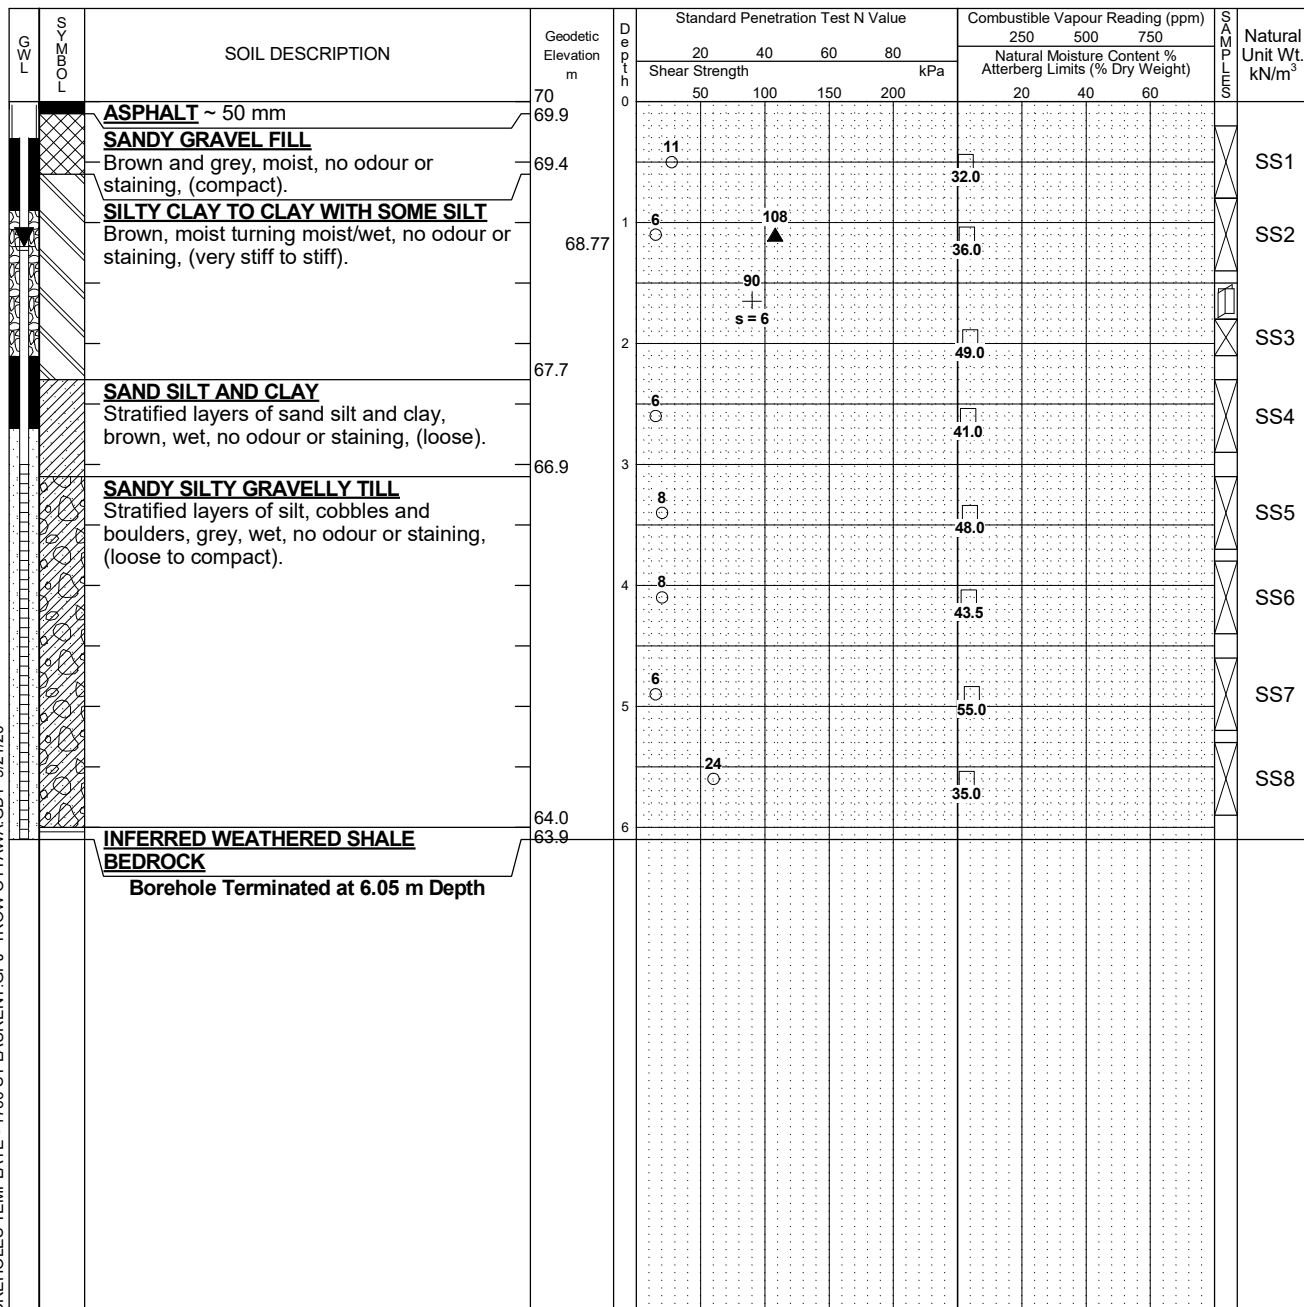 GWL
SYMBOL
SOIL DESCRIPTION
Geodetic
Elevation
m
Depth
Standard Penetration Test N Value
20 40 60 80
Shear Strength kPa
50 100 150 200
Combustible Vapour Reading (ppm)
250 500 750
Natural Moisture Content %
Atterberg Limits (% Dry Weight)
20 40 60
SAMPLES
Natural
Unit Wt.
kN/m³
70
0
ASPHALT ~ 50 mm
69.9
SANDY GRAVEL FILL
Brown and grey, moist, no odour or
staining, (compact).
69.4
11
32.0
SS1
SILTY CLAY TO CLAY WITH SOME SILT
Brown, moist turning moist/wet, no odour or
staining, (very stiff to stiff).
68.77
1
6
108
36.0
SS2
90
s = 6
2
49.0
SS3
67.7
SAND SILT AND CLAY
Stratified layers of sand silt and clay,
brown, wet, no odour or staining, (loose).
6
41.0
SS4
66.9
3
SANDY SILTY GRAVELLY TILL
Stratified layers of silt, cobbles and
boulders, grey, wet, no odour or staining,
(loose to compact).
8
48.0
SS5
4
8
43.5
SS6
6
5
55.0
SS7
24
35.0
SS8
64.0
6
INFERRED WEATHERED SHALE
BEDROCK
63.9
Borehole Terminated at 6.05 m Depth